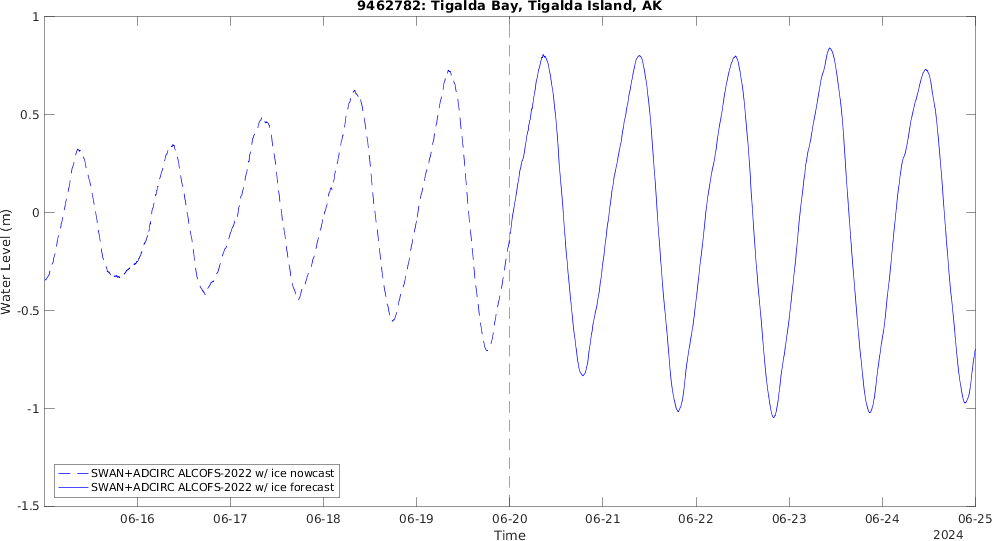 9462782: Tigalda Bay, Tigalda Island, AK
1
0.5
0
-0.5
-1
-1.5
Water Level (m)
SWAN+ADCIRC ALCOFS-2022 w/ ice nowcast
SWAN+ADCIRC ALCOFS-2022 w/ ice forecast
06-16 06-17 06-18 06-19 06-20 06-21 06-22 06-23 06-24 06-25
Time
2024